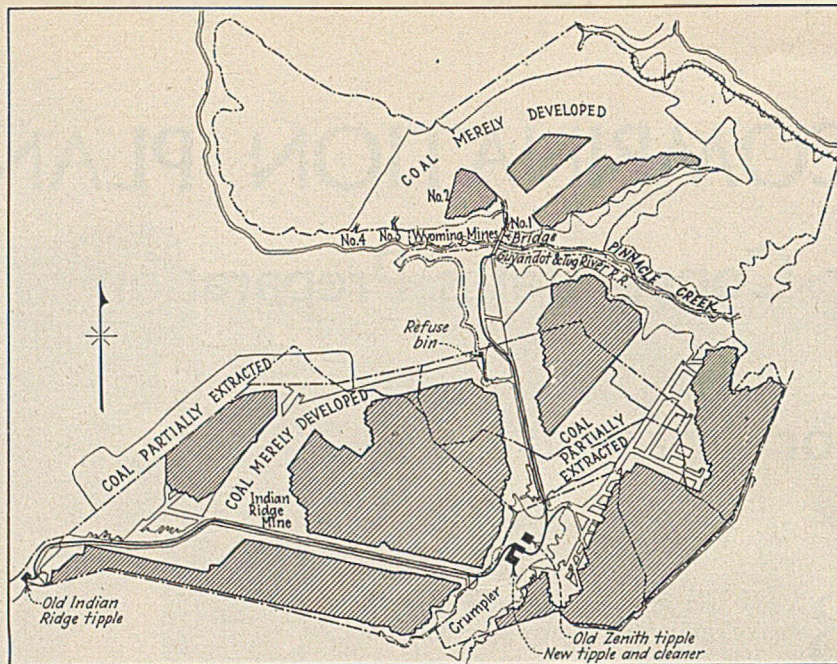 COAL MERELY DEVELOPED
No.2
No.1
No.4
No.3
Wyoming Mines
Bridge
Guyandot & Tug River R.R.
PINNACLE CREEK
Refuse
bin
COAL PARTIALLY EXTRACTED
COAL MERELY DEVELOPED
COAL
PARTIALLY
EXTRACTED
Indian
Ridge
Mine
Crumpler
Old Indian
Ridge tipple
Old Zenith tipple
New tipple and cleaner